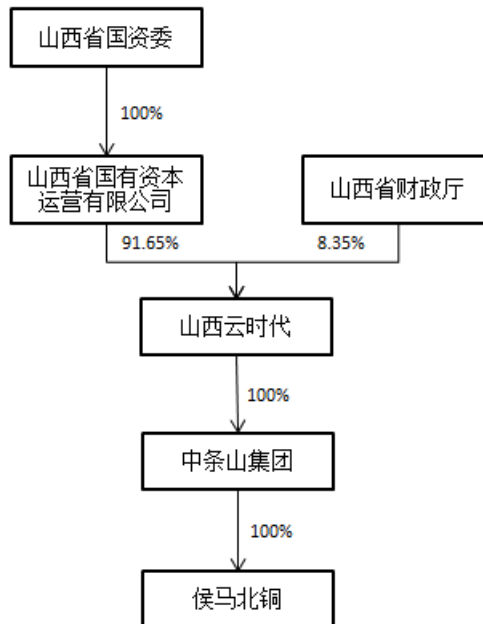 山西省国资委
100%
山西省国有资本
运营有限公司
山西省财政厅
91.65%
8.35%
山西云时代
100%
中条山集团
100%
侯马北铜